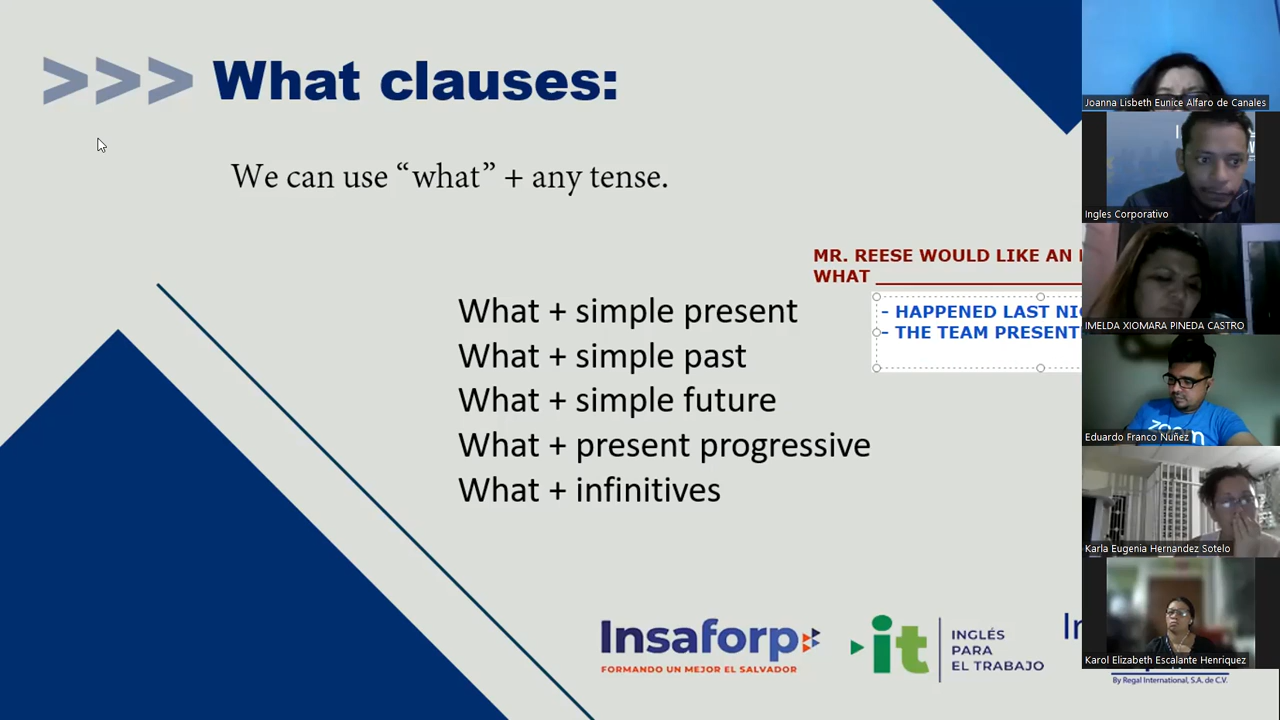 >>> What clauses:
We can use “what” + any tense.
MR. REESE WOULD LIKE AN
WHAT
- HAPPENED LAST
- THE TEAM
What + simple present
What + simple past
What + simple future
What + present progressive
What + infinitives
Insaforp
FORMANDO UN MEJOR EL SALVADOR
it
INGLÉS
PARA
EL TRABAJO
By Regal International, S.A. de C.V.
Joanna Lisbeth Eunice Alfaro de Canales
Ingles Corporativo
IMELDA XIOMARA PINEDA CASTRO
Eduardo Franco Nuñez
zoom
Karla Eugenia Hernandez Sotelo
Karol Elizabeth Escalante Henriquez